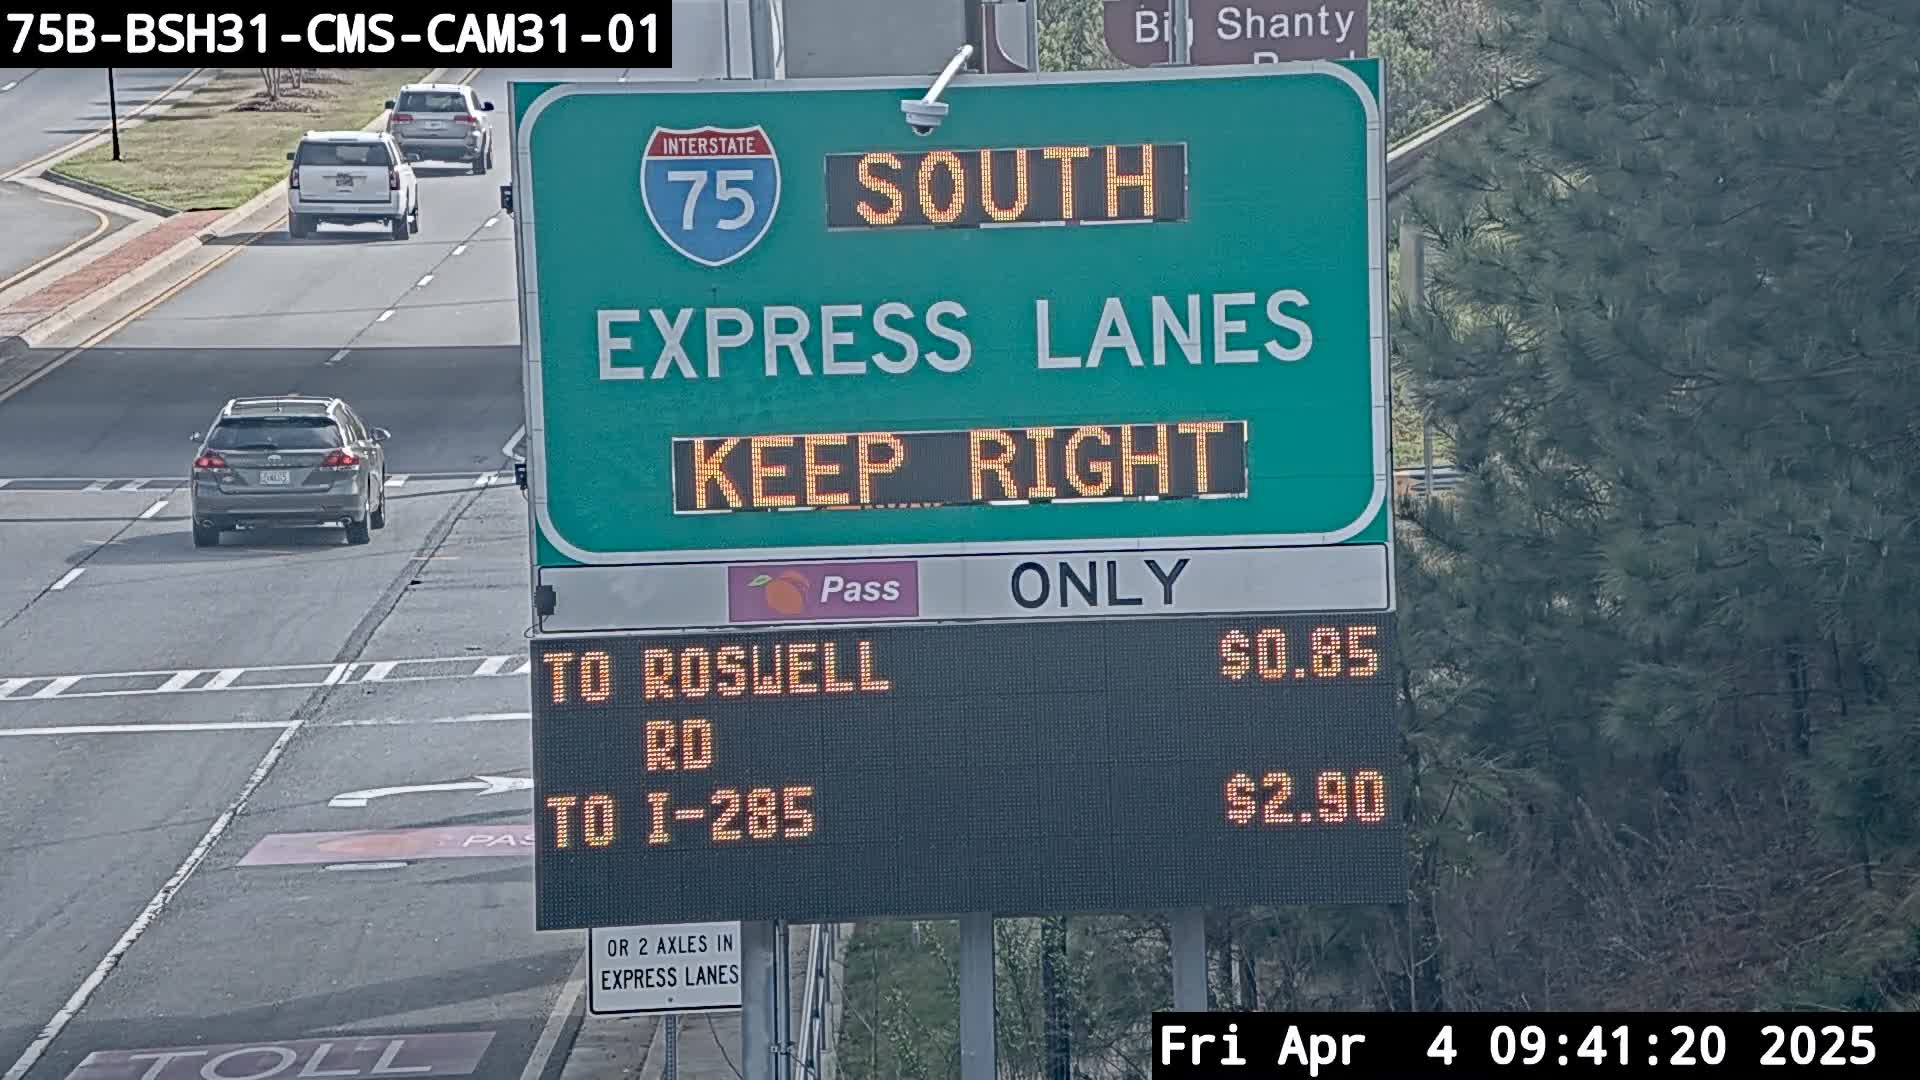 75B-BSH31-CMS-CAM31-01
Big Shanty
INTERSTATE
75
SOUTH
EXPRESS LANES
KEEP RIGHT
Pass ONLY
TO ROSWELL $0.85
RD
TO I-285 $2.90
OR 2 AXLES IN
EXPRESS LANES
TOLL
Fri Apr 4 09:41:20 2025